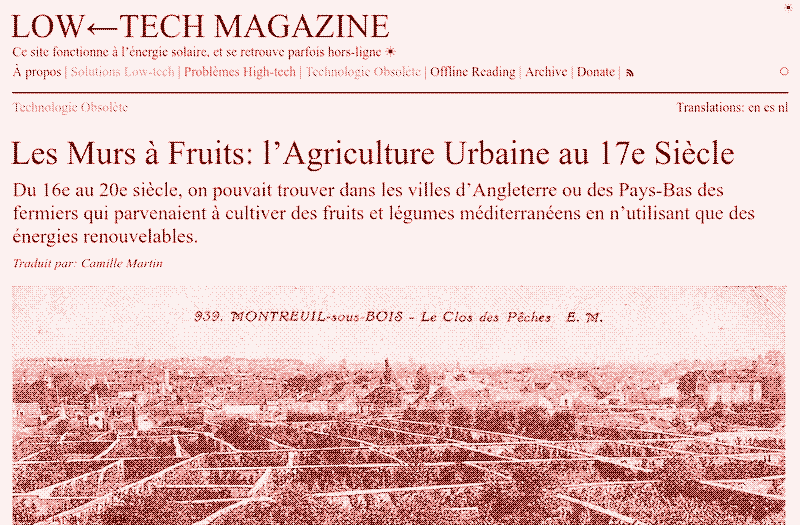 LOW←TECH MAGAZINE
Ce site fonctionne à l'énergie solaire, et se retrouve parfois hors-ligne ☀
À propos | Solutions Low-tech | Problèmes High-tech | Technologie Obsolète | Offline Reading | Archive | Donate |
Technologie Obsolète
Translations: en es nl
Les Murs à Fruits: l'Agriculture Urbaine au 17e Siècle
Du 16e au 20e siècle, on pouvait trouver dans les villes d'Angleterre ou des Pays-Bas des
fermiers qui parvenaient à cultiver des fruits et légumes méditerranéens en n'utilisant que des
énergies renouvelables.
Traduit par: Camille Martin
939. MONTREUIL-sous-BOIS - Le Clos des Pêches E. M.